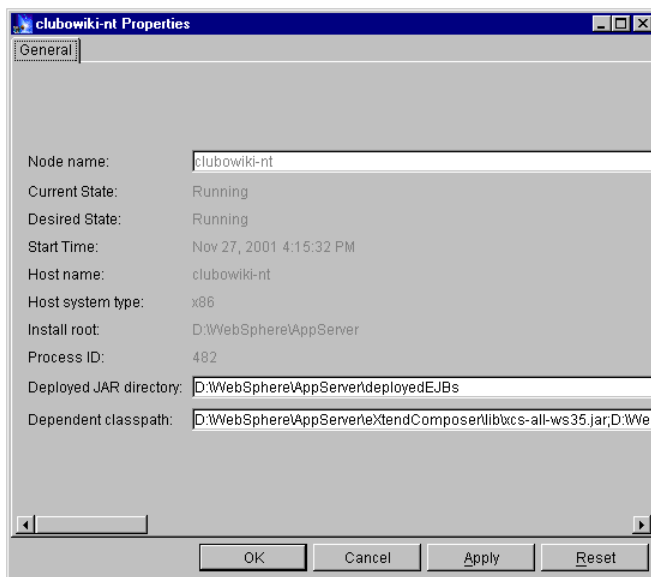 clubowiki-nt Properties
General
Node name: clubowiki-nt
Current State: Running
Desired State: Running
Start Time: Nov 27, 2001 4:15:32 PM
Host name: clubowiki-nt
Host system type: x86
Install root: D:\WebSphere\AppServer
Process ID: 482
Deployed JAR directory: D:\WebSphere\AppServer\deployedEJBs
Dependent classpath: D:\WebSphere\AppServer\eXtendComposer\lib\xcs-all-ws35.jar;D:\We
OK Cancel Apply Reset